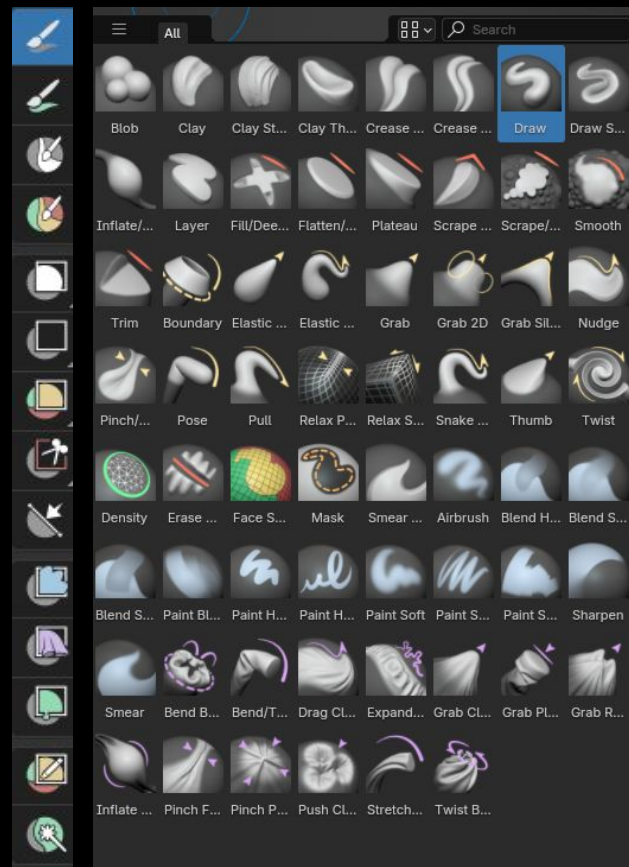 All
Search
Blob Clay Clay St... Clay Th... Crease ... Crease ... Draw Draw S...
Inflate/... Layer Fill/Dee... Flatten/... Plateau Scrape ... Scrape/... Smooth
Trim Boundary Elastic ... Elastic ... Grab Grab 2D Grab Sil... Nudge
Pinch/... Pose Pull Relax P... Relax S... Snake ... Thumb Twist
Density Erase ... Face S... Mask Smear ... Airbrush Blend H... Blend S...
Blend S... Paint Bl... Paint H... Paint H... Paint Soft Paint S... Paint S... Sharpen
Smear Bend B... Bend/T... Drag Cl... Expand... Grab Cl... Grab Pl... Grab R...
Inflate ... Pinch F... Pinch P... Push Cl... Stretch... Twist B...